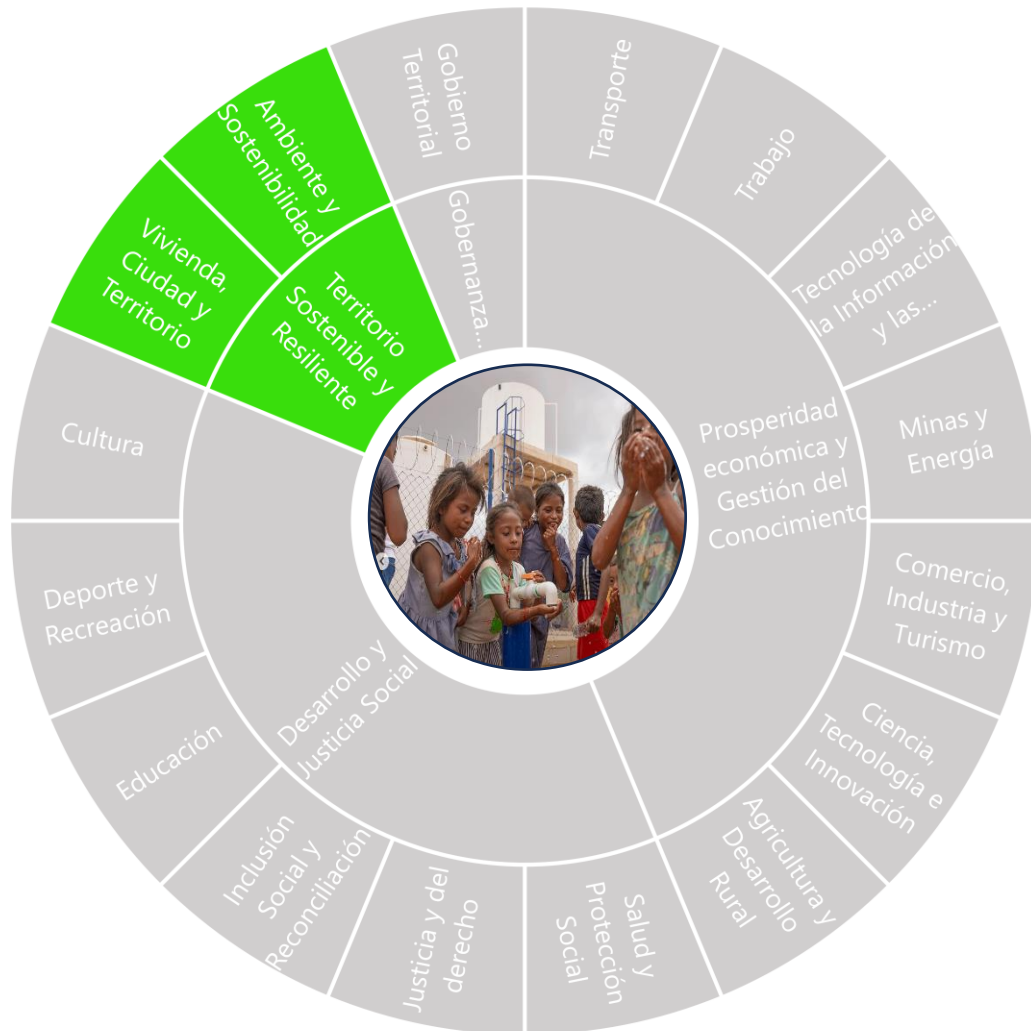 Transporte
Trabajo
Tecnología de
la Información
y las...
Minas y
Energía
Comercio,
Industria y
Turismo
Ciencia,
Tecnología e
Innovación
Agricultura y
Desarrollo
Rural
Salud y
Protección
Social
Justicia y del
derecho
Inclusión
Social y
Reconciliación
Educación
Deporte y
Recreación
Cultura
Vivienda,
Ciudad y
Territorio
Ambiente y
Sostenibilidad
Gobierno
Territorial
Prosperidad
económica y
Gestión del
Conocimiento
Desarrollo y
Justicia Social
Territorio
Sostenible y
Resiliente
Gobernanza...